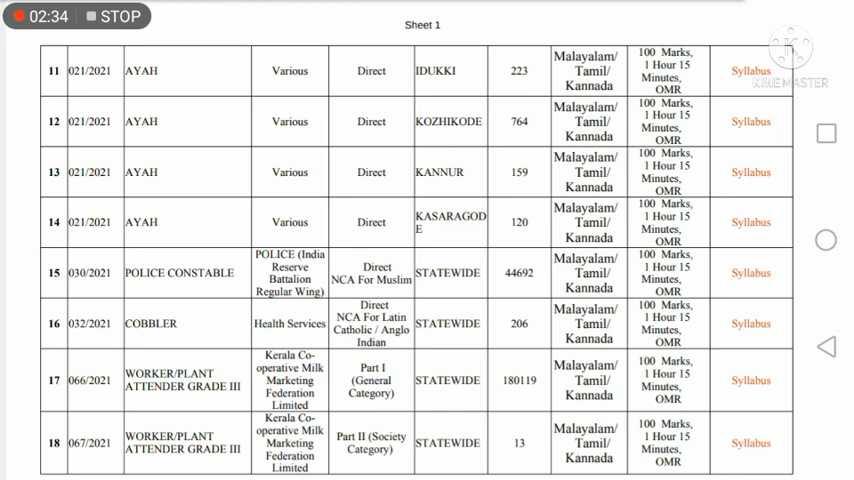 02:34 STOP
Sheet 1
KINEMASTER
11 021/2021 AYAH Various Direct IDUKKI 223 Malayalam/ Tamil/ Kannada 100 Marks, 1 Hour 15 Minutes, OMR Syllabus
12 021/2021 AYAH Various Direct KOZHIKODE 764 Malayalam/ Tamil/ Kannada 100 Marks, 1 Hour 15 Minutes, OMR Syllabus
13 021/2021 AYAH Various Direct KANNUR 159 Malayalam/ Tamil/ Kannada 100 Marks, 1 Hour 15 Minutes, OMR Syllabus
14 021/2021 AYAH Various Direct KASARAGOD E 120 Malayalam/ Tamil/ Kannada 100 Marks, 1 Hour 15 Minutes, OMR Syllabus
15 030/2021 POLICE CONSTABLE POLICE (India Reserve Battalion Regular Wing) Direct NCA For Muslim STATEWIDE 44692 Malayalam/ Tamil/ Kannada 100 Marks, 1 Hour 15 Minutes, OMR Syllabus
16 032/2021 COBBLER Health Services Direct NCA For Latin Catholic / Anglo Indian STATEWIDE 206 Malayalam/ Tamil/ Kannada 100 Marks, 1 Hour 15 Minutes, OMR Syllabus
17 066/2021 WORKER/PLANT ATTENDER GRADE III Kerala Co-operative Milk Marketing Federation Limited Part I (General Category) STATEWIDE 180119 Malayalam/ Tamil/ Kannada 100 Marks, 1 Hour 15 Minutes, OMR Syllabus
18 067/2021 WORKER/PLANT ATTENDER GRADE III Kerala Co-operative Milk Marketing Federation Limited Part II (Society Category) STATEWIDE 13 Malayalam/ Tamil/ Kannada 100 Marks, 1 Hour 15 Minutes, OMR Syllabus